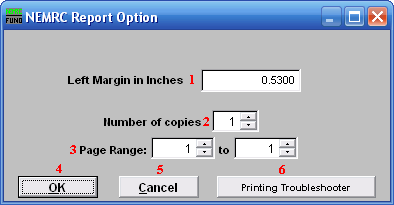 FUND NEMRC Report Option
Left Margin in Inches 1 0.5300
Number of copies 2 1
3 Page Range: 1 to 1
4 5 6
OK Cancel Printing Troubleshooter